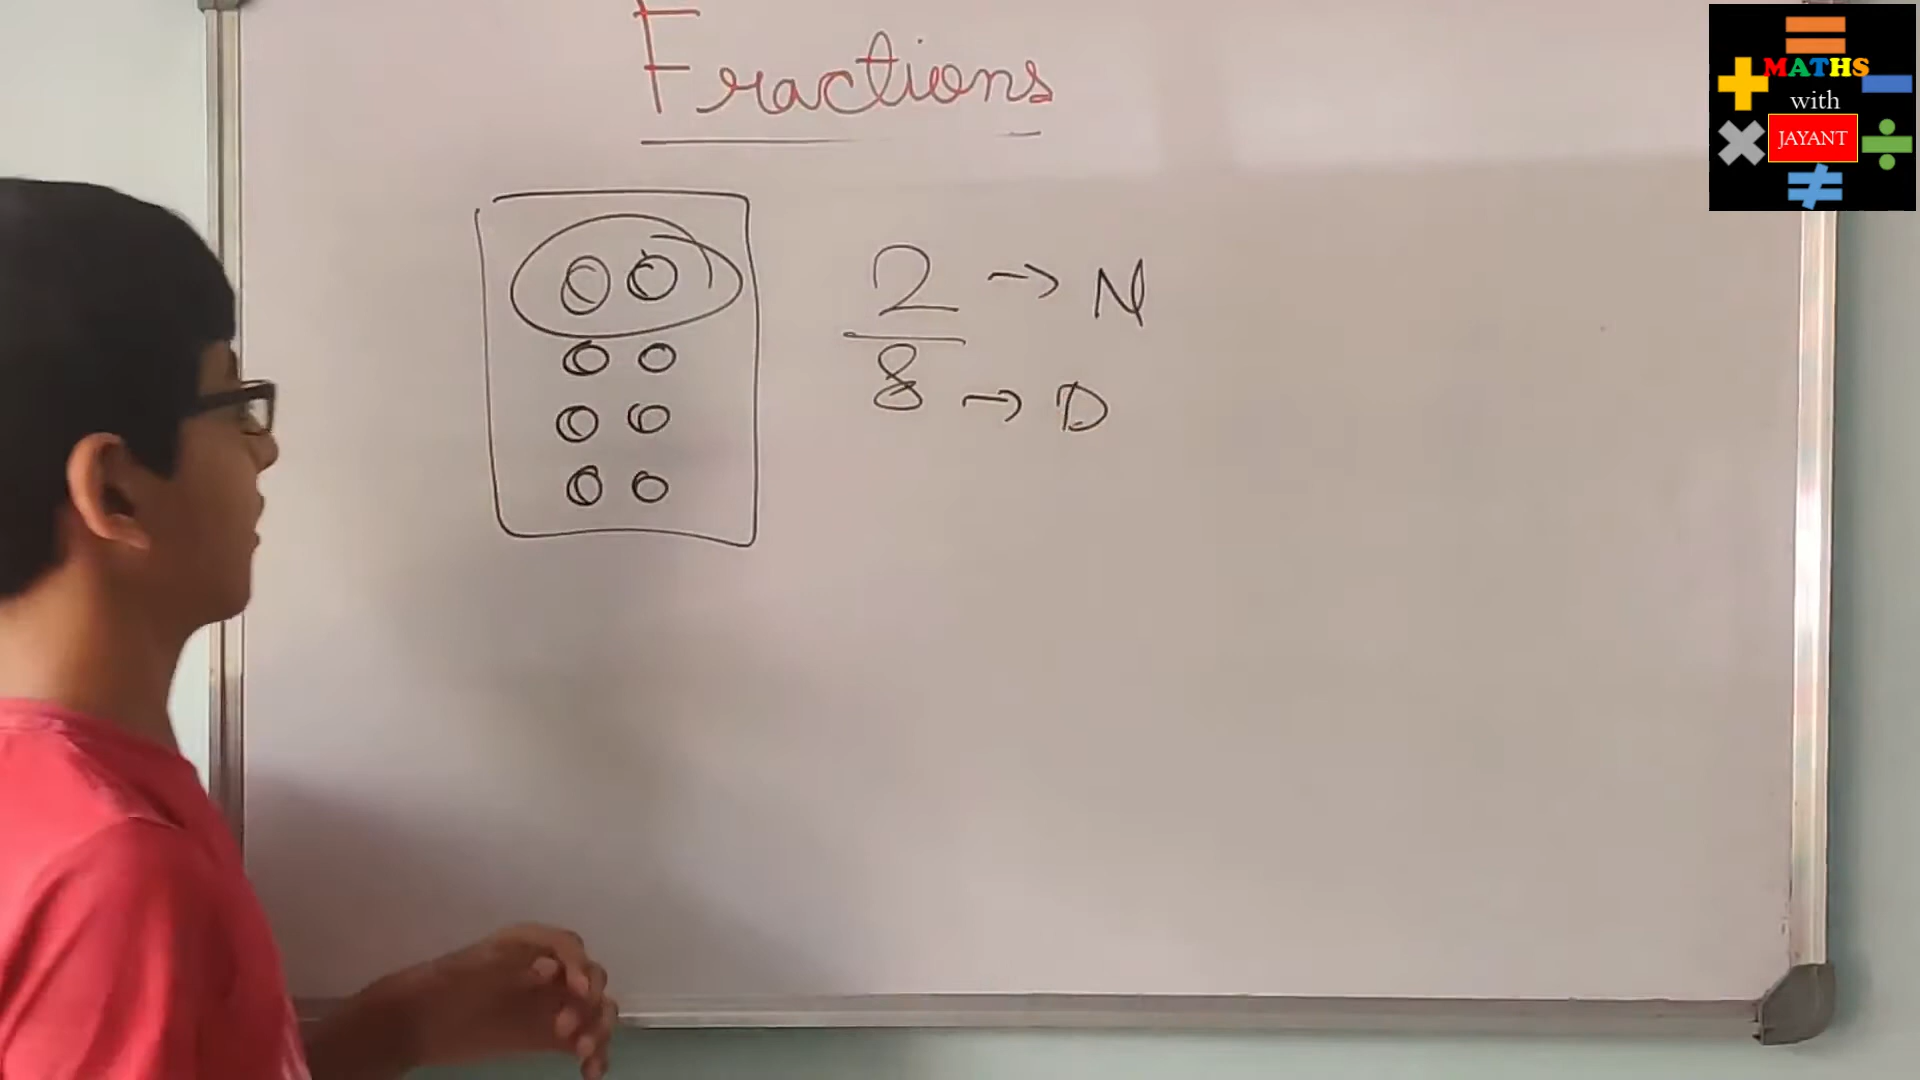 Fractions
2 → N
8 → D
MATHS
with
JAYANT